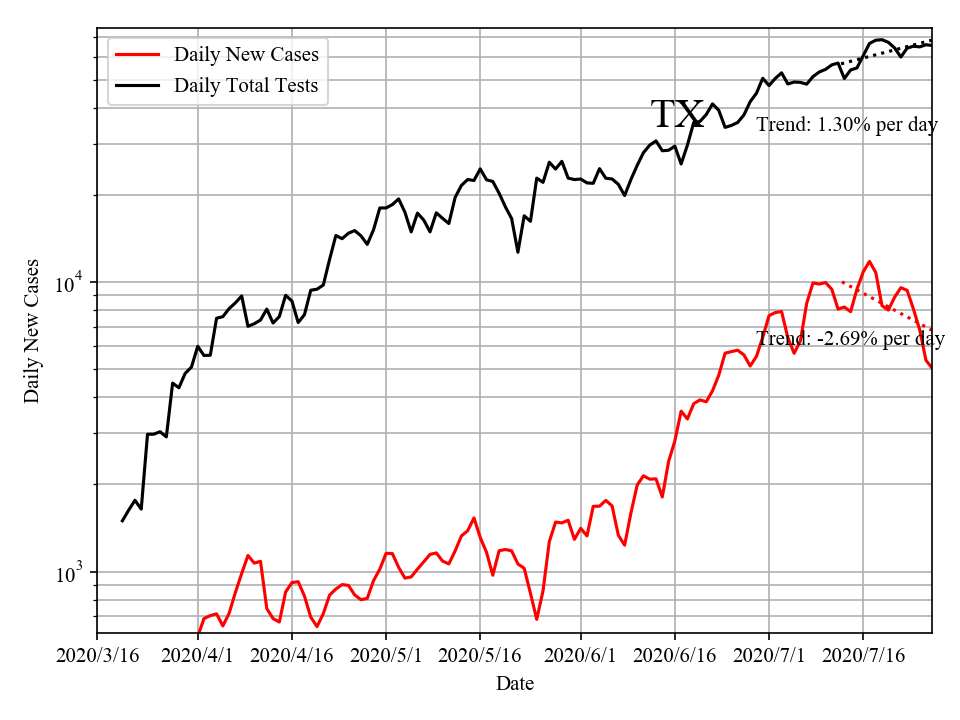 Daily New Cases
Daily Total Tests
TX
Trend: 1.30% per day
Trend: -2.69% per day
Daily New Cases
10^4
10^3
2020/3/16 2020/4/1 2020/4/16 2020/5/1 2020/5/16 2020/6/1 2020/6/16 2020/7/1 2020/7/16
Date